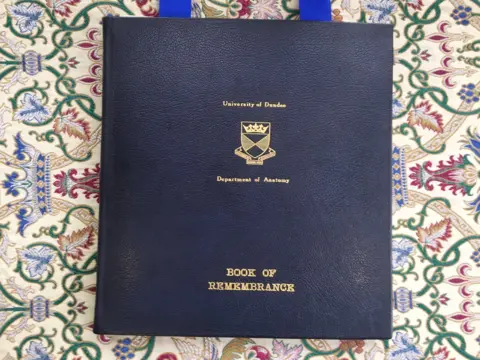 University of Dundee
Department of Anatomy
BOOK OF
REMEMBRANCE